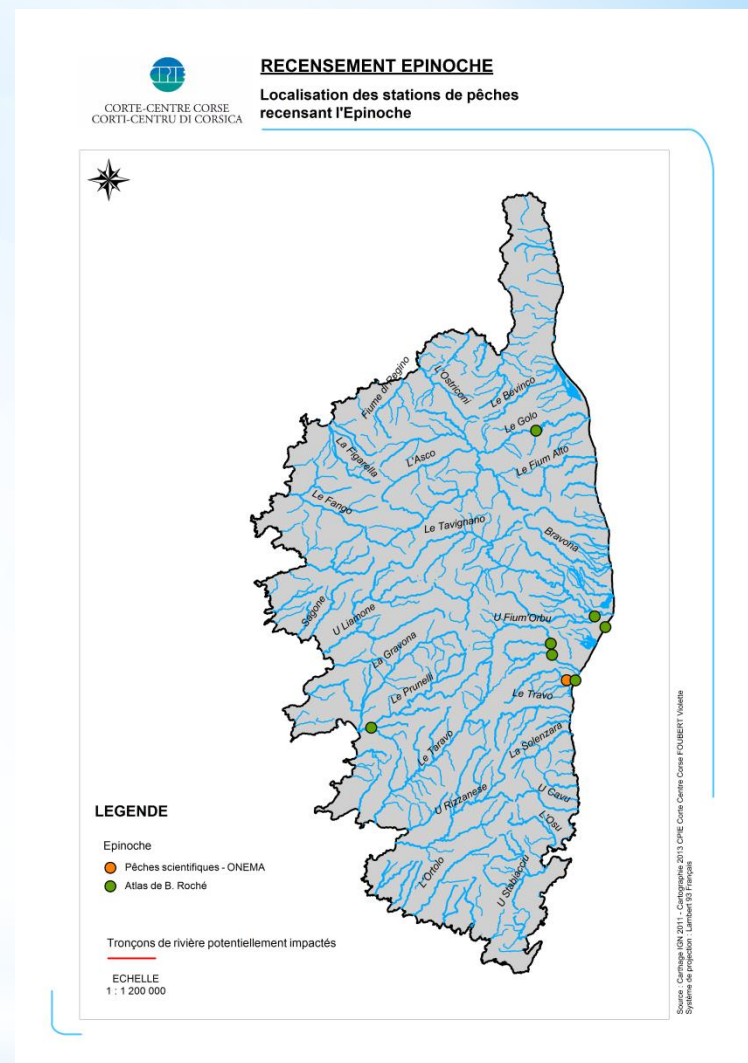 CPIE
CORTE-CENTRE CORSE
CORTI-CENTRU DI CORSICA
RECENSEMENT EPINOCHE
Localisation des stations de pêches
recensant l'Epinoche
Fiume di Regino
L'Ostriconi
Le Bevinco
Le Golo
La Figarella
L'Asco
Le Fium Alto
Le Fango
Le Tavignano
Bravona
Sagone
U Liamone
U Fium'Orbu
La Gravona
Le Prunelli
Le Travo
Le Taravo
La Solenzara
U Rizzanese
U Cavu
L'Osu
L'Ortolo
U Stabiacciu
LEGENDE
Epinoche
Pêches scientifiques - ONEMA
Atlas de B. Roché
Tronçons de rivière potentiellement impactés
ECHELLE
1 : 1 200 000
Source : Carthage IGN 2011 - Cartographie 2013 CPIE Corte Centre Corse FOUBERT Violette
Système de projection : Lambert 93 Français